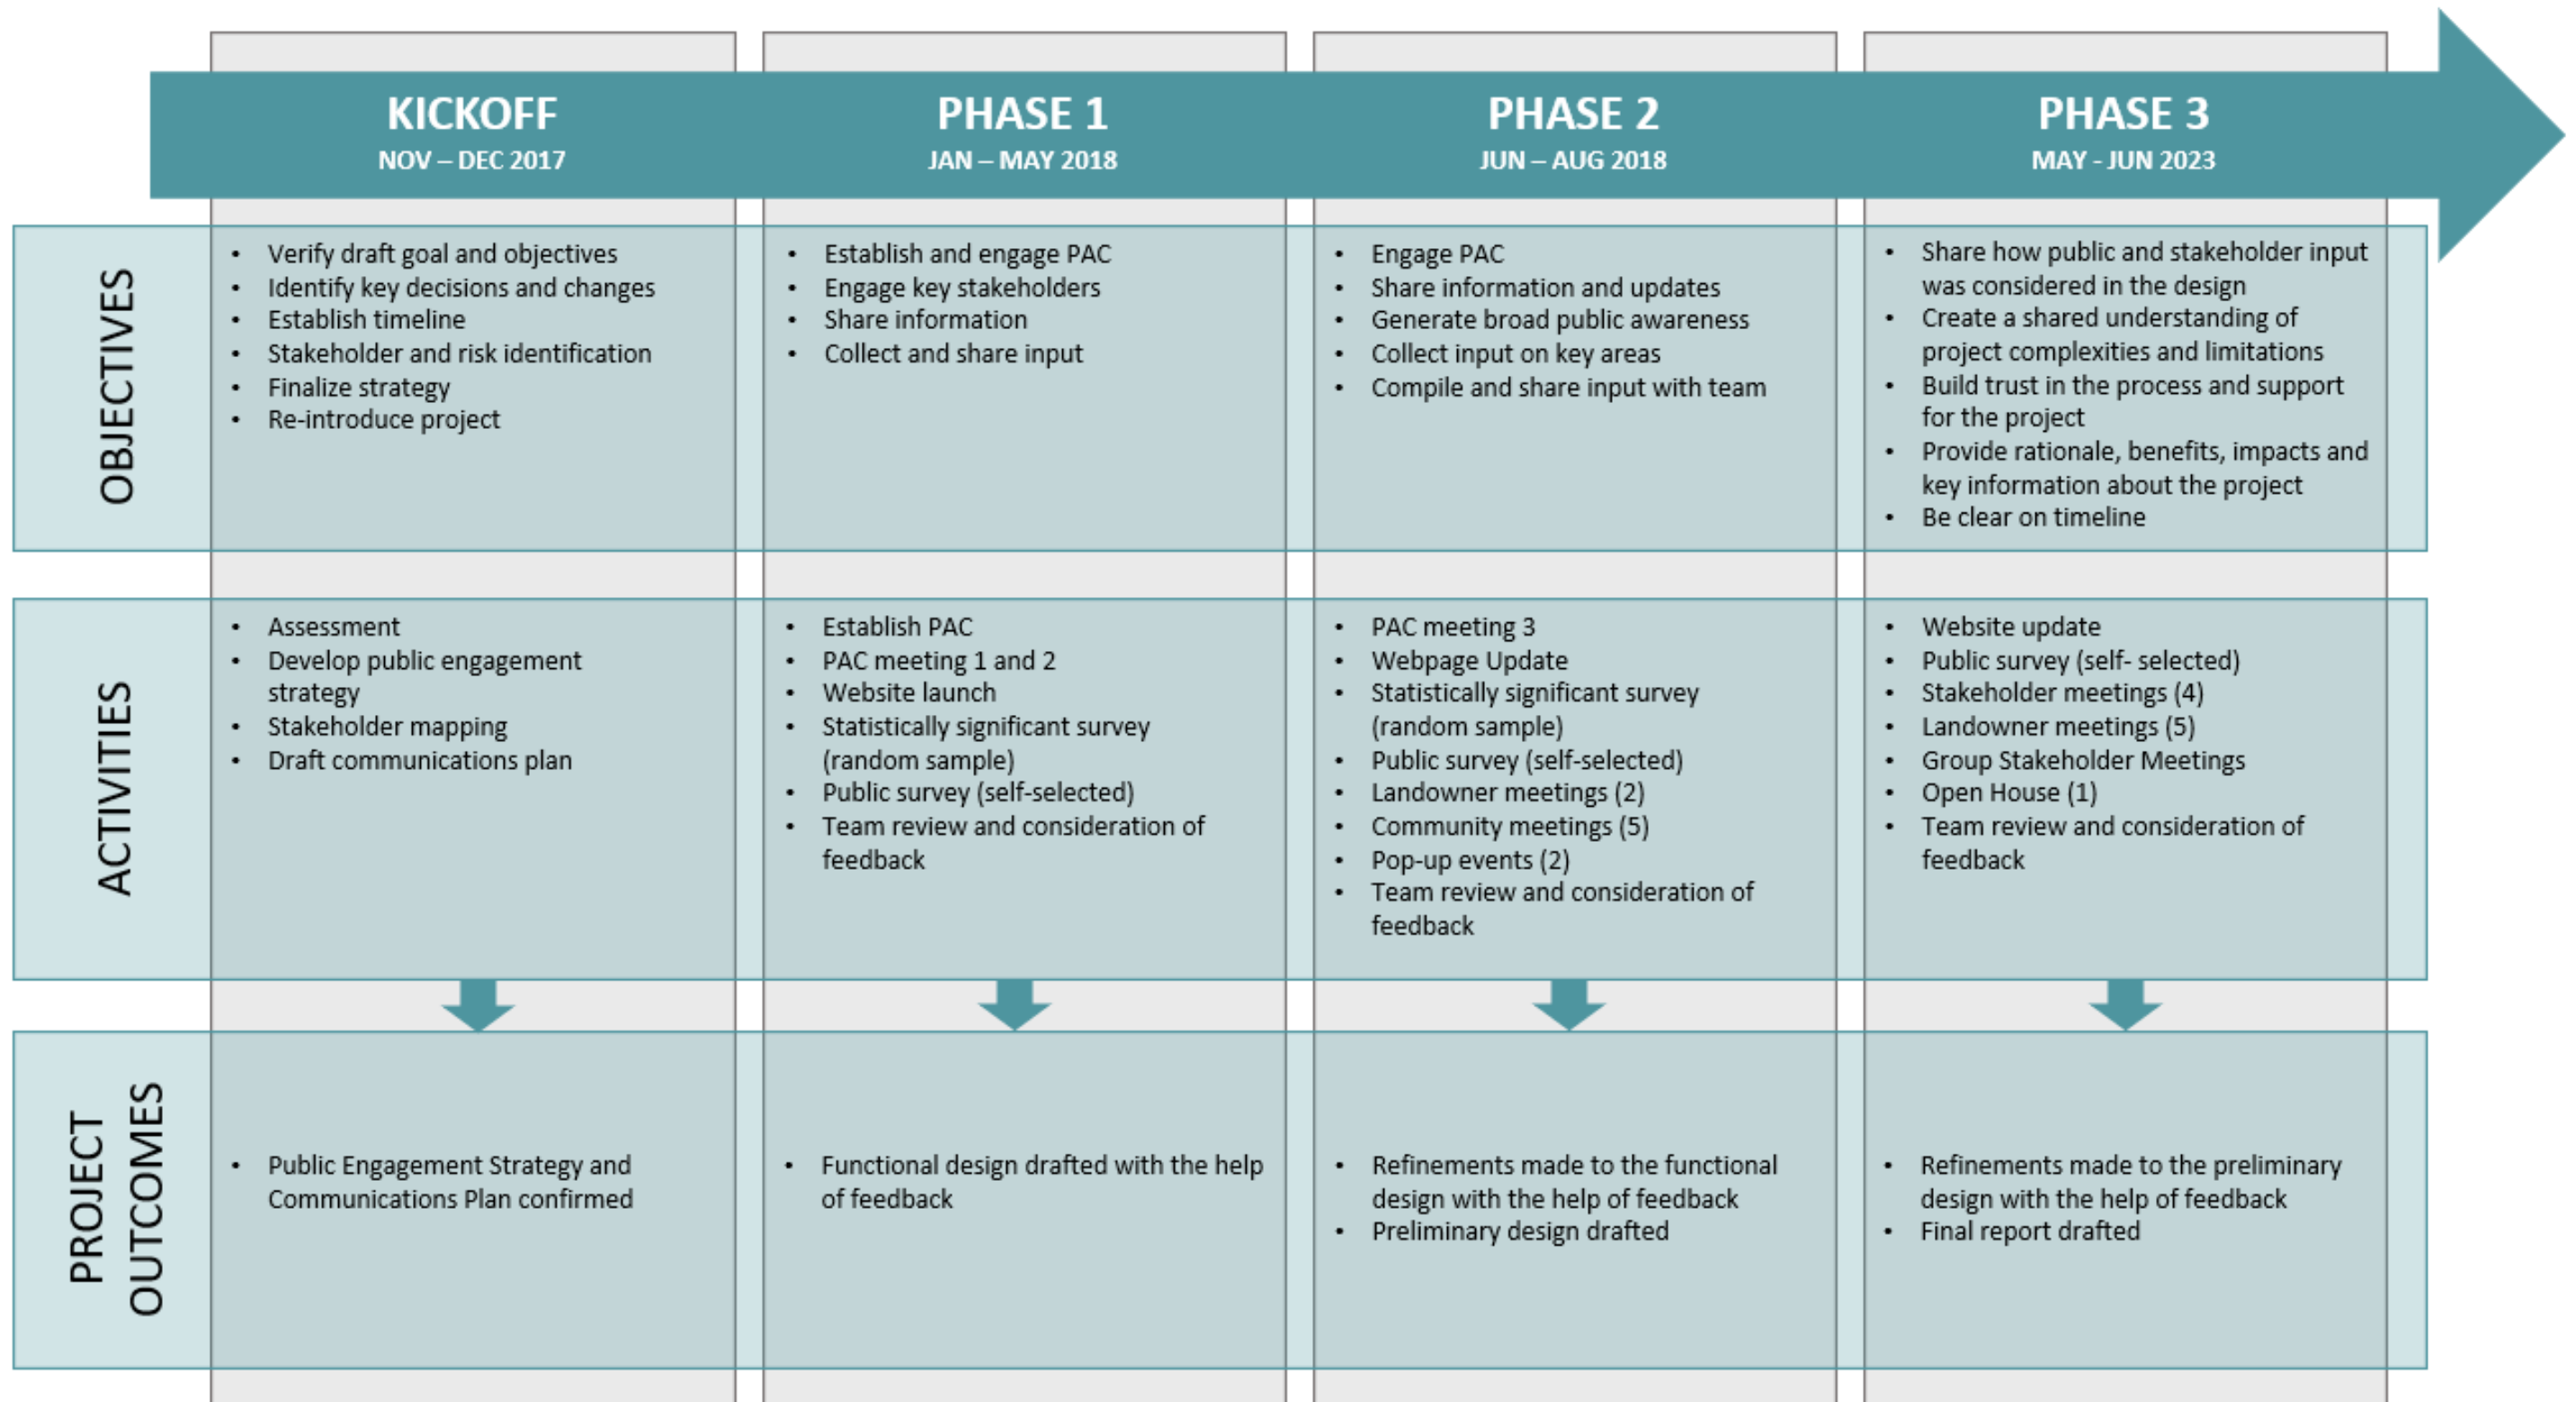 KICKOFF
NOV – DEC 2017
PHASE 1
JAN – MAY 2018
PHASE 2
JUN – AUG 2018
PHASE 3
MAY - JUN 2023
OBJECTIVES
• Verify draft goal and objectives
• Identify key decisions and changes
• Establish timeline
• Stakeholder and risk identification
• Finalize strategy
• Re-introduce project
• Establish and engage PAC
• Engage key stakeholders
• Share information
• Collect and share input
• Engage PAC
• Share information and updates
• Generate broad public awareness
• Collect input on key areas
• Compile and share input with team
• Share how public and stakeholder input
was considered in the design
• Create a shared understanding of
project complexities and limitations
• Build trust in the process and support
for the project
• Provide rationale, benefits, impacts and
key information about the project
• Be clear on timeline
ACTIVITIES
• Assessment
• Develop public engagement
strategy
• Stakeholder mapping
• Draft communications plan
• Establish PAC
• PAC meeting 1 and 2
• Website launch
• Statistically significant survey
(random sample)
• Public survey (self-selected)
• Team review and consideration of
feedback
• PAC meeting 3
• Webpage Update
• Statistically significant survey
(random sample)
• Public survey (self-selected)
• Landowner meetings (2)
• Community meetings (5)
• Pop-up events (2)
• Team review and consideration of
feedback
• Website update
• Public survey (self- selected)
• Stakeholder meetings (4)
• Landowner meetings (5)
• Group Stakeholder Meetings
• Open House (1)
• Team review and consideration of
feedback
PROJECT
OUTCOMES
• Public Engagement Strategy and
Communications Plan confirmed
• Functional design drafted with the help
of feedback
• Refinements made to the functional
design with the help of feedback
• Preliminary design drafted
• Refinements made to the preliminary
design with the help of feedback
• Final report drafted